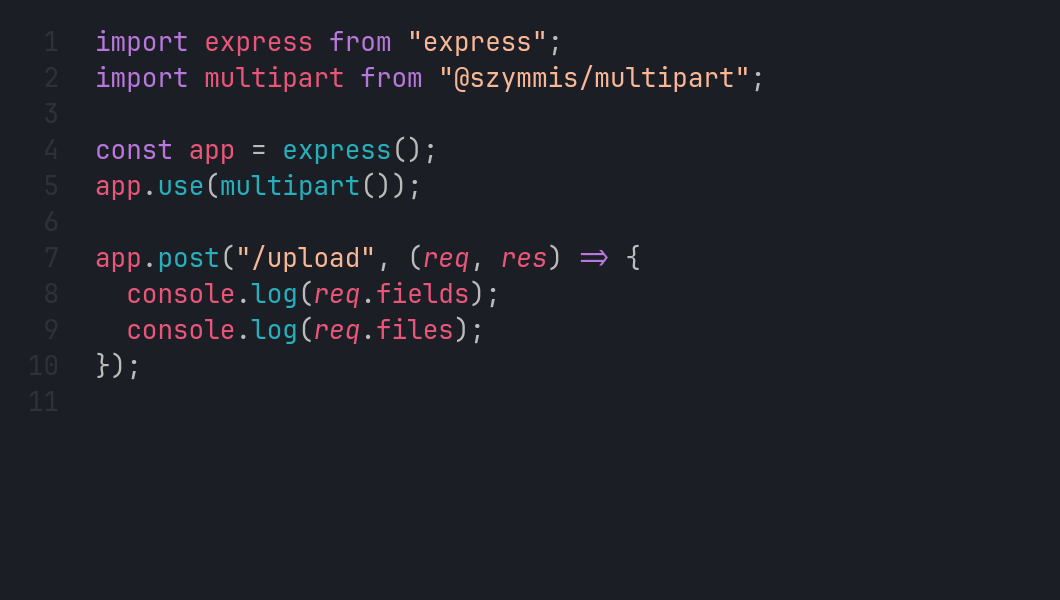 1 import express from "express";
2 import multipart from "@szymmis/multipart";
3
4 const app = express();
5 app.use(multipart());
6
7 app.post("/upload", (req, res) => {
8   console.log(req.fields);
9   console.log(req.files);
10 });
11